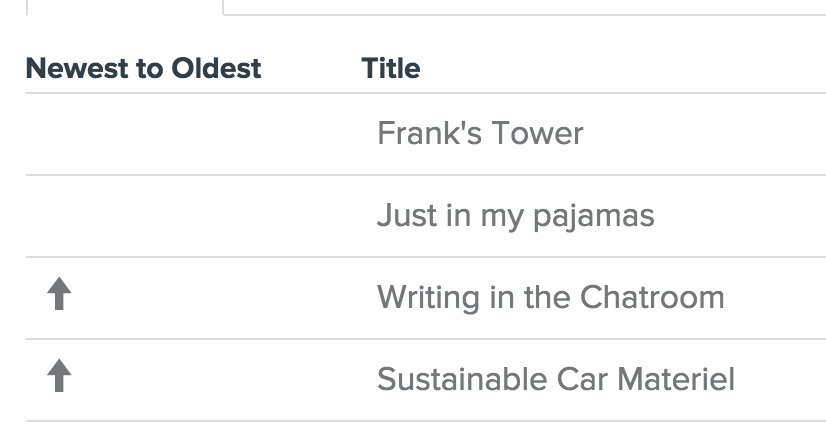 Newest to Oldest Title
Frank's Tower
Just in my pajamas
Writing in the Chatroom
Sustainable Car Materiel